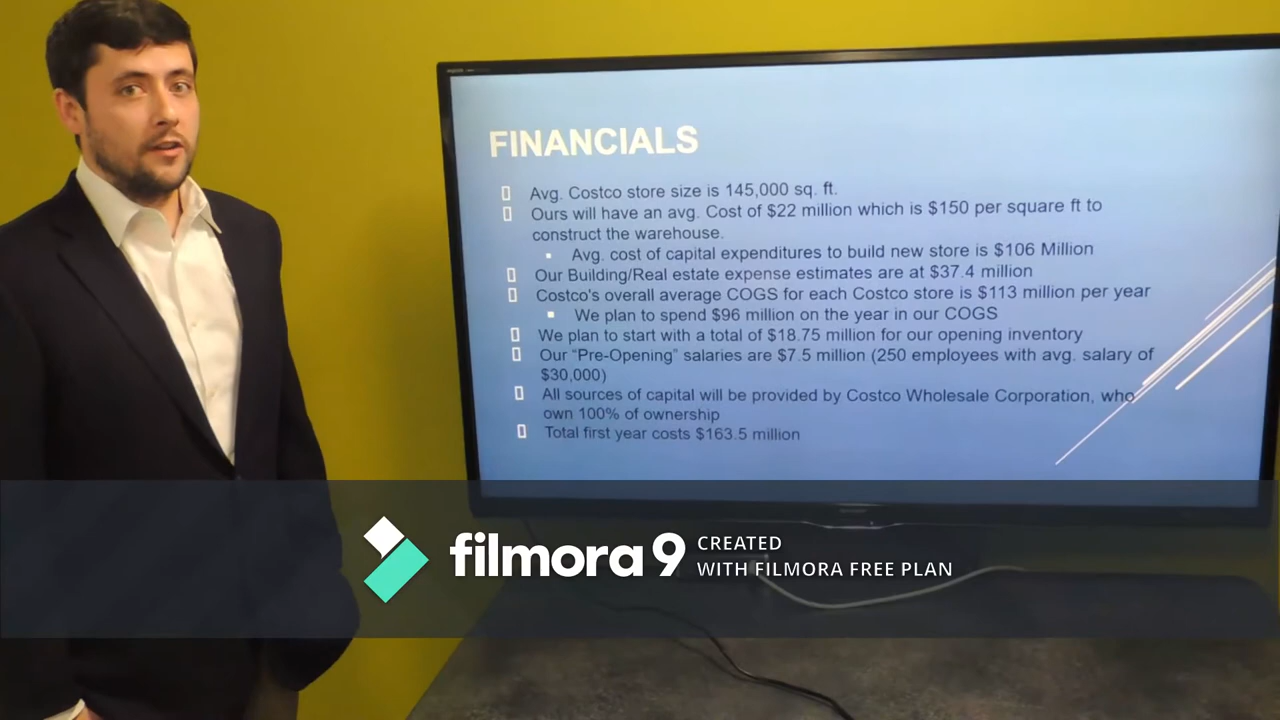 FINANCIALS
Avg. Costco store size is 145,000 sq. ft.
Ours will have an avg. Cost of $22 million which is $150 per square ft to
construct the warehouse.
Avg. cost of capital expenditures to build new store is $106 Million
Our Building/Real estate expense estimates are at $37.4 million
Costco's overall average COGS for each Costco store is $113 million per year
We plan to spend $96 million on the year in our COGS
We plan to start with a total of $18.75 million for our opening inventory
Our “Pre-Opening” salaries are $7.5 million (250 employees with avg. salary of
$30,000)
All sources of capital will be provided by Costco Wholesale Corporation, who
own 100% of ownership
Total first year costs $163.5 million
filmora 9
CREATED
WITH FILMORA FREE PLAN